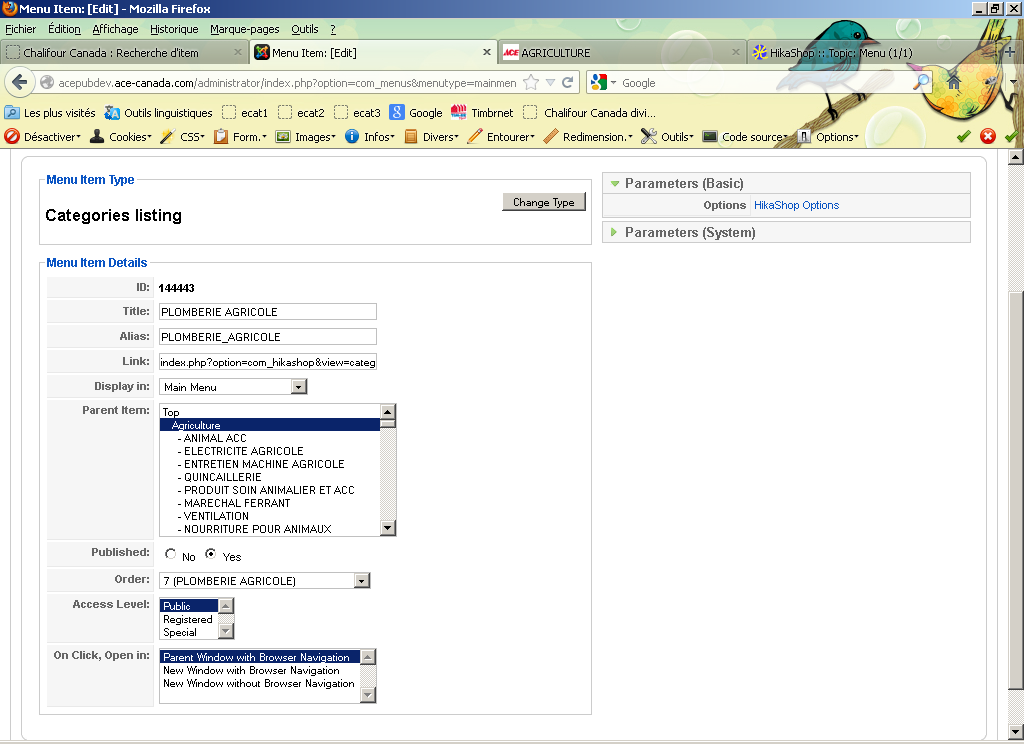 Menu Item: [Edit] - Mozilla Firefox
Fichier Édition Affichage Historique Marque-pages Outils ?
Chalifour Canada : Recherche d'item × Menu Item: [Edit] × ACE AGRICULTURE × HikaShop :: Topic: Menu (1/1) × +
acepubdev.ace-canada.com/administrator/index.php?option=com_menus&menutype=mainmen Google
Les plus visités Outils linguistiques ecat1 ecat2 ecat3 Google Timbrnet Chalifour Canada divi...
Désactiver Cookies CSS Form. Images Infos Divers Entourer Redimension. Outils Code source Options
Menu Item Type
Categories listing
Change Type
Parameters (Basic)
Options HikaShop Options
Parameters (System)
Menu Item Details
ID: 144443
Title: PLOMBERIE AGRICOLE
Alias: PLOMBERIE_AGRICOLE
Link: index.php?option=com_hikashop&view=categ
Display in: Main Menu
Parent Item: Top
Agriculture
- ANIMAL ACC
- ELECTRICITE AGRICOLE
- ENTRETIEN MACHINE AGRICOLE
- QUINCAILLERIE
- PRODUIT SOIN ANIMALIER ET ACC
- MARECHAL FERRANT
- VENTILATION
- NOURRITURE POUR ANIMAUX
Published: No Yes
Order: 7 (PLOMBERIE AGRICOLE)
Access Level: Public
Registered
Special
On Click, Open in: Parent Window with Browser Navigation
New Window with Browser Navigation
New Window without Browser Navigation